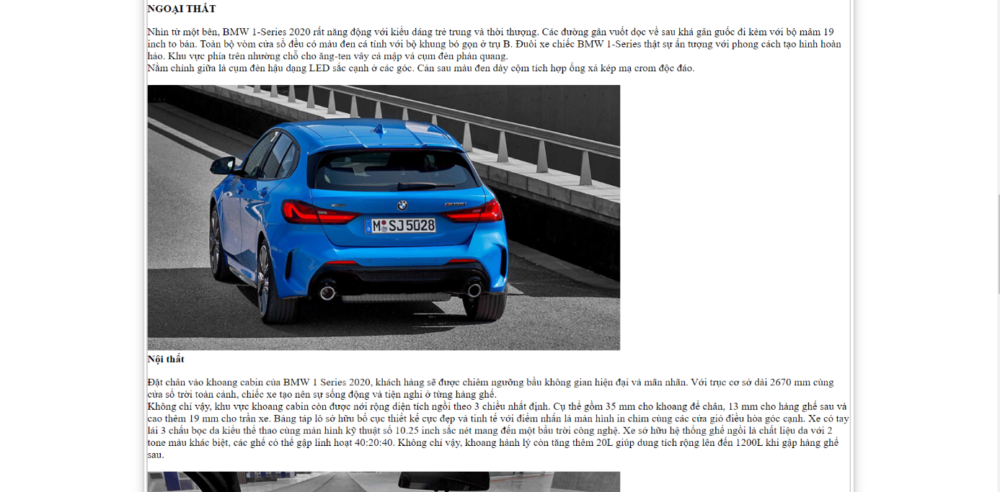 NGOẠI THẤT
Nhìn từ một bên, BMW 1-Series 2020 rất năng động với kiểu dáng trẻ trung và thời thượng. Các đường gân vuốt dọc về sau khá gân guốc đi kèm với bộ mâm 19
inch to bản. Toàn bộ vòm cửa sổ đều có màu đen cá tính với bộ khung bó gọn ở trụ B. Đuôi xe chiếc BMW 1-Series thật sự ấn tượng với phong cách tạo hình hoàn
hảo. Khu vực phía trên nhường chỗ cho ăng-ten vây cá mập và cụm đèn phản quang.
Nằm chính giữa là cụm đèn hậu dạng LED sắc cạnh ở các góc. Cản sau màu đen dày cộm tích hợp ống xả kép mạ crom độc đáo.
M SJ 5028
Nội thất
Đặt chân vào khoang cabin của BMW 1 Series 2020, khách hàng sẽ được chiêm ngưỡng bầu không gian hiện đại và mãn nhãn. Với trục cơ sở dài 2670 mm cùng
cửa sổ trời toàn cảnh, chiếc xe tạo nên sự sống động và tiện nghi ở từng hàng ghế.
Không chỉ vậy, khu vực khoang cabin còn được nới rộng diện tích ngồi theo 3 chiều nhất định. Cụ thể gồm 35 mm cho khoang để chân, 13 mm cho hàng ghế sau và
cao thêm 19 mm cho trần xe. Bảng táp lô sở hữu bố cục thiết kế cực đẹp và tinh tế với điểm nhấn là màn hình in chìm cùng các cửa gió điều hòa góc cạnh. Xe có tay
lái 3 chấu bọc da kiểu thể thao cùng màn hình kỹ thuật số 10.25 inch sắc nét mang đến một bầu trời công nghệ. Xe sở hữu hệ thống ghế ngồi là chất liệu da với 2
tone màu khác biệt, các ghế có thể gập linh hoạt 40:20:40. Không chỉ vậy, khoang hành lý còn tăng thêm 20L giúp dung tích rộng lên đến 1200L khi gập hàng ghế
sau.